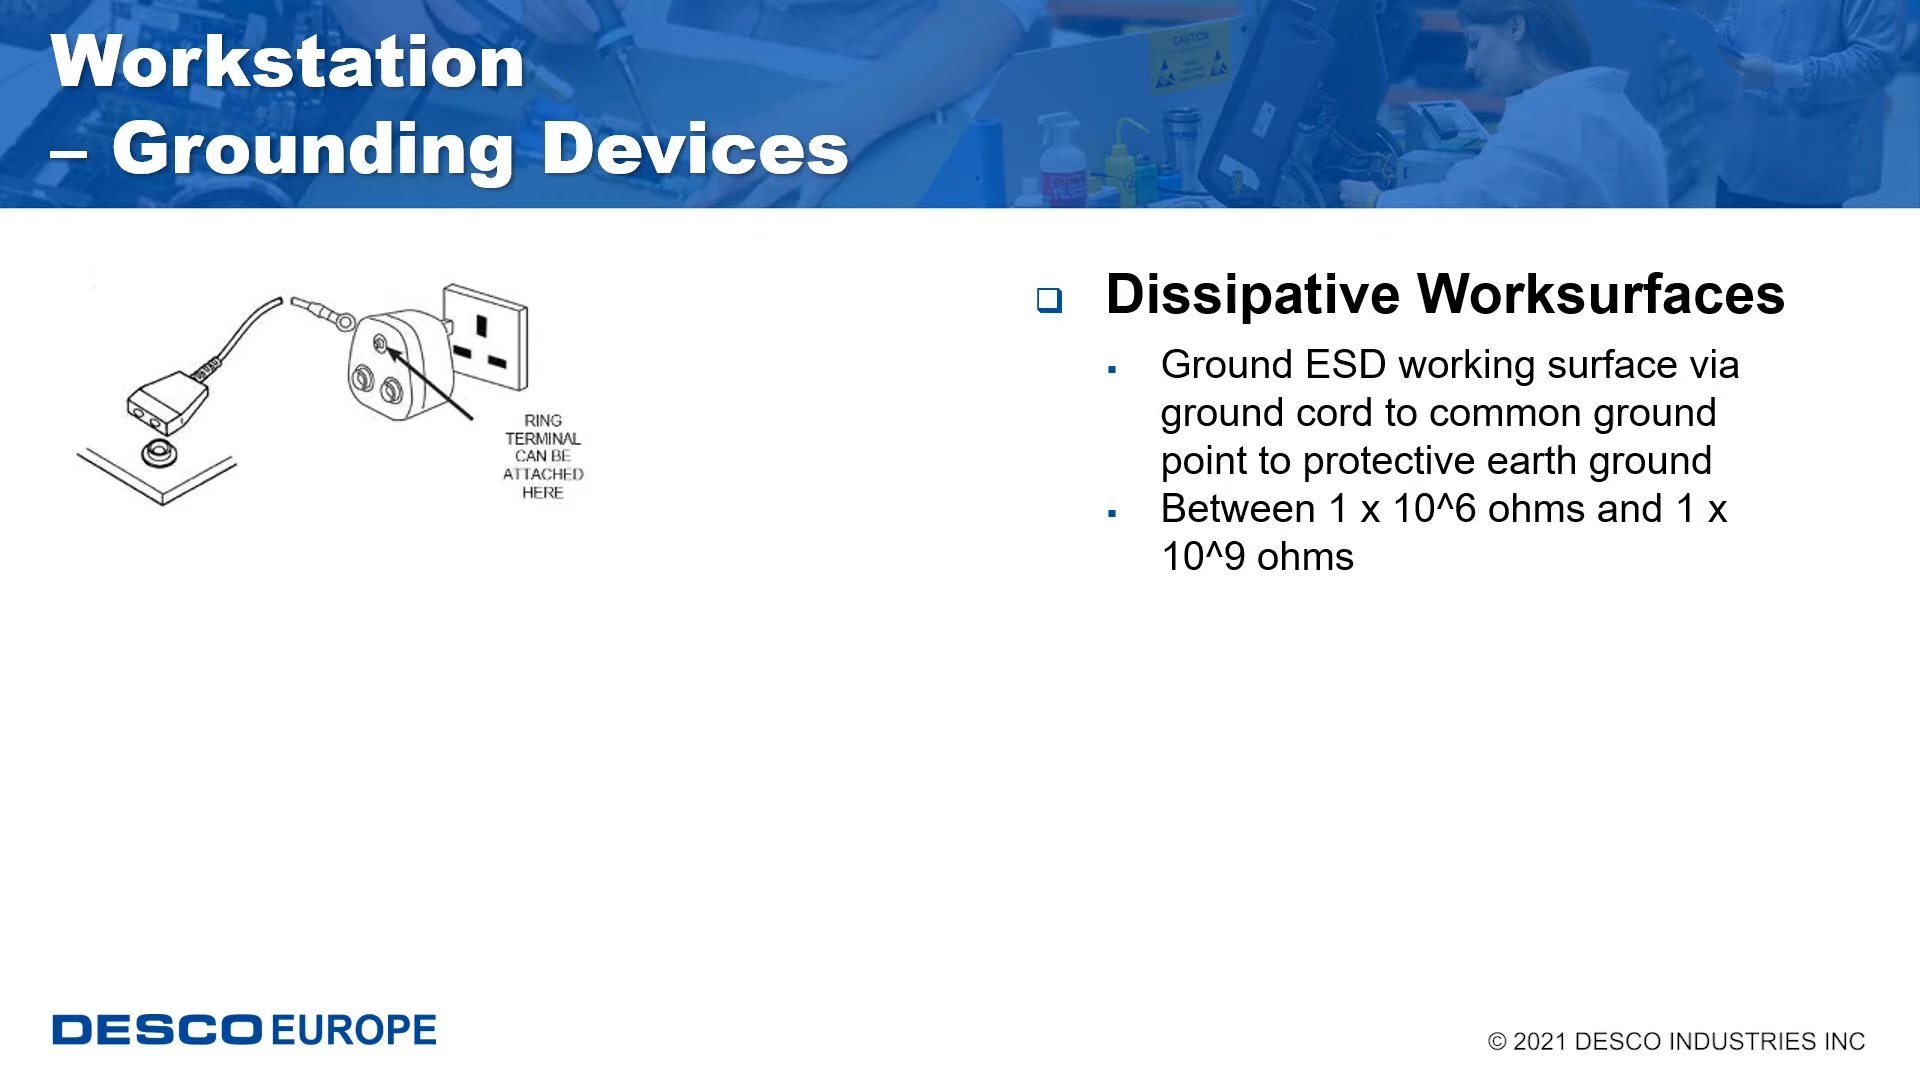 Workstation
– Grounding Devices
CAUTION
RING
TERMINAL
CAN BE
ATTACHED
HERE
❑ Dissipative Worksurfaces
▪ Ground ESD working surface via
ground cord to common ground
point to protective earth ground
▪ Between 1 x 10^6 ohms and 1 x
10^9 ohms
DESCO EUROPE
© 2021 DESCO INDUSTRIES INC